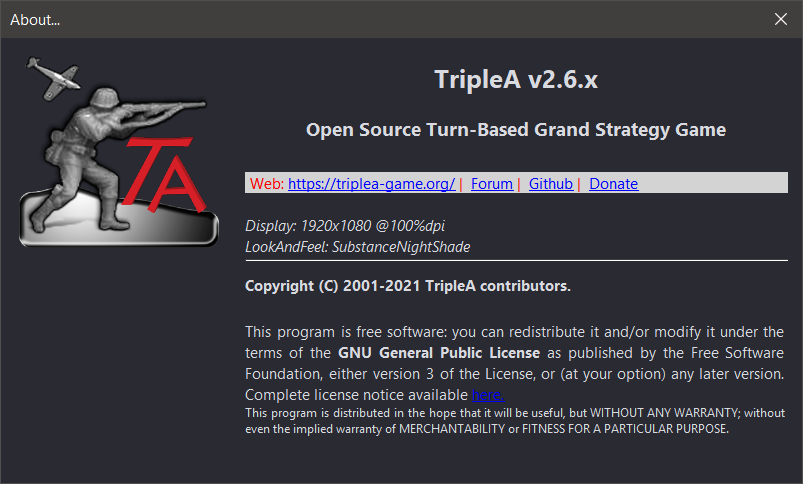 About...
TA
TripleA v2.6.x
Open Source Turn-Based Grand Strategy Game
Web: https://triplea-game.org/ | Forum | Github | Donate
Display: 1920x1080 @100%dpi
LookAndFeel: SubstanceNightShade
Copyright (C) 2001-2021 TripleA contributors.
This program is free software: you can redistribute it and/or modify it under the
terms of the GNU General Public License as published by the Free Software
Foundation, either version 3 of the License, or (at your option) any later version.
Complete license notice available here.
This program is distributed in the hope that it will be useful, but WITHOUT ANY WARRANTY; without
even the implied warranty of MERCHANTABILITY or FITNESS FOR A PARTICULAR PURPOSE.